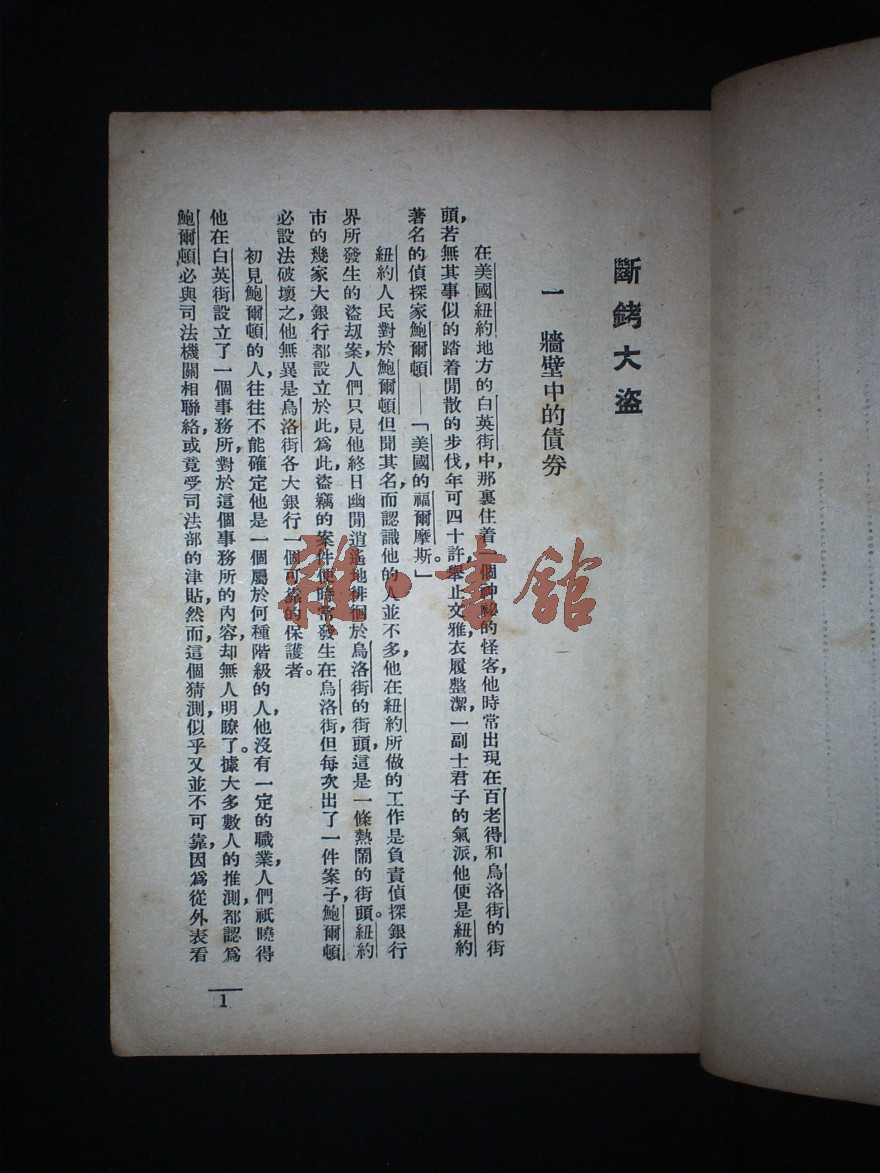 斷銬大盜
一 牆壁中的債券
在美國紐約地方的白英街中，那裏住着一個神祕的怪客，他時常出現在百老得和烏洛街的街
頭，若無其事似的踏着閒散的步伐，年可四十許，舉止文雅，衣履整潔，一副士君子的氣派，他便是紐約
著名的偵探家鮑爾頓——「美國的福爾摩斯。」
紐約人民對於鮑爾頓但聞其名，而認識他的人並不多，他在紐約所做的工作是負責偵探銀行
界所發生的盜刼案，人們只見他終日幽閒逍遙地徘徊於烏洛街的街頭，這是一條熱鬧的街頭。紐約
市的幾家大銀行都設立於此，爲此盜竊的案件便時常發生在烏洛街，但每次出了一件案子，鮑爾頓
必設法破壞之，他無異是烏洛街各大銀行一個可靠的保護者。
初見鮑爾頓的人，往往不能確定他是一個屬於何種階級的人，他沒有一定的職業，人們祇曉得
他在白英街設立了一個事務所，對於這個事務所的內容，却無人明瞭。據大多數人的推測，都認爲
鮑爾頓必與司法機關相聯絡，或竟受司法部的津貼，然而，這個猜測似乎又並不可靠，因爲從外表看
1
雜·書館